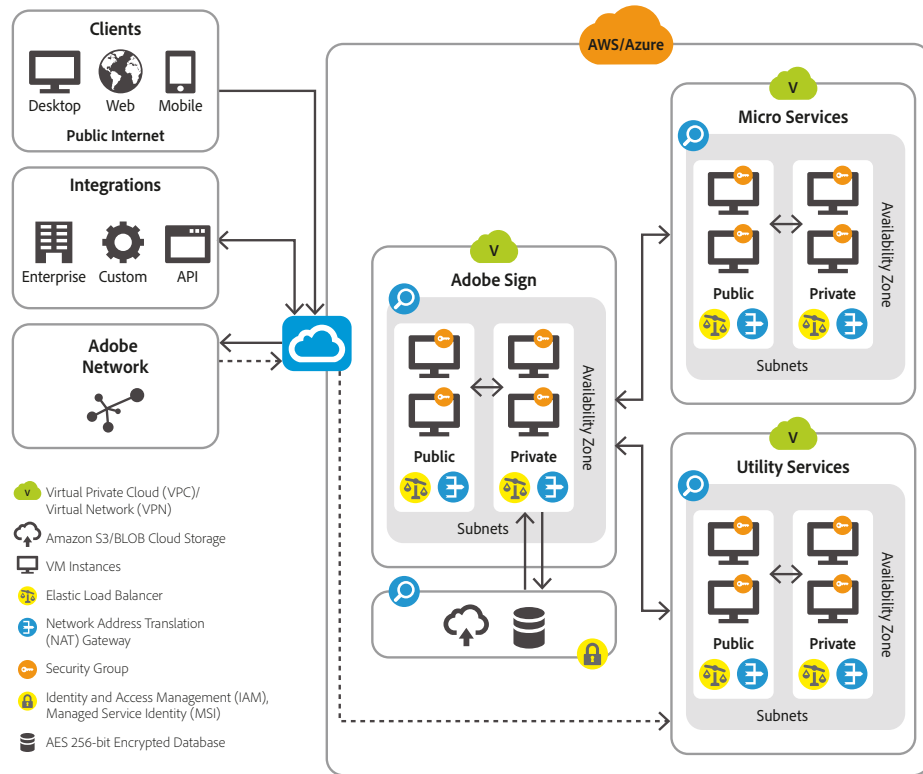 Clients
Desktop
Web
Mobile
Public Internet
Integrations
Enterprise
Custom
API
Adobe
Network
V
Virtual Private Cloud (VPC)/
Virtual Network (VPN)
Amazon S3/BLOB Cloud Storage
VM Instances
Elastic Load Balancer
Network Address Translation
(NAT) Gateway
Security Group
Identity and Access Management (IAM),
Managed Service Identity (MSI)
AES 256-bit Encrypted Database
AWS/Azure
V
Adobe Sign
Public
Private
Availability Zone
Subnets
V
Micro Services
Public
Private
Availability Zone
Subnets
V
Utility Services
Public
Private
Availability Zone
Subnets